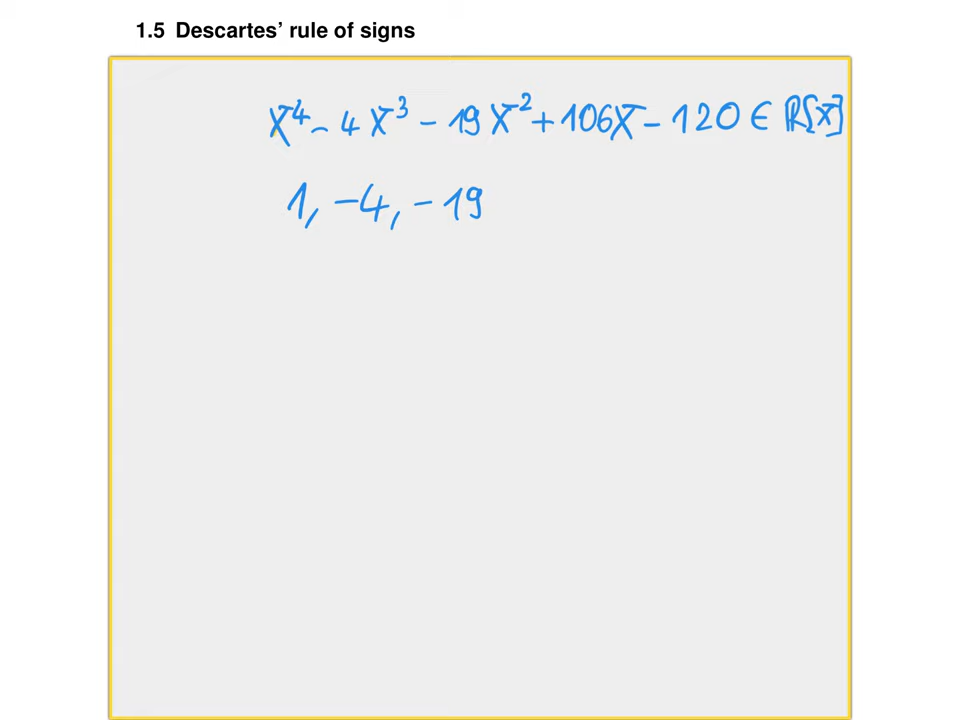 1.5 Descartes’ rule of signs
X⁴ - 4X³ - 19X² + 106X - 120 ∈ ℝ[X]
1, -4, -19